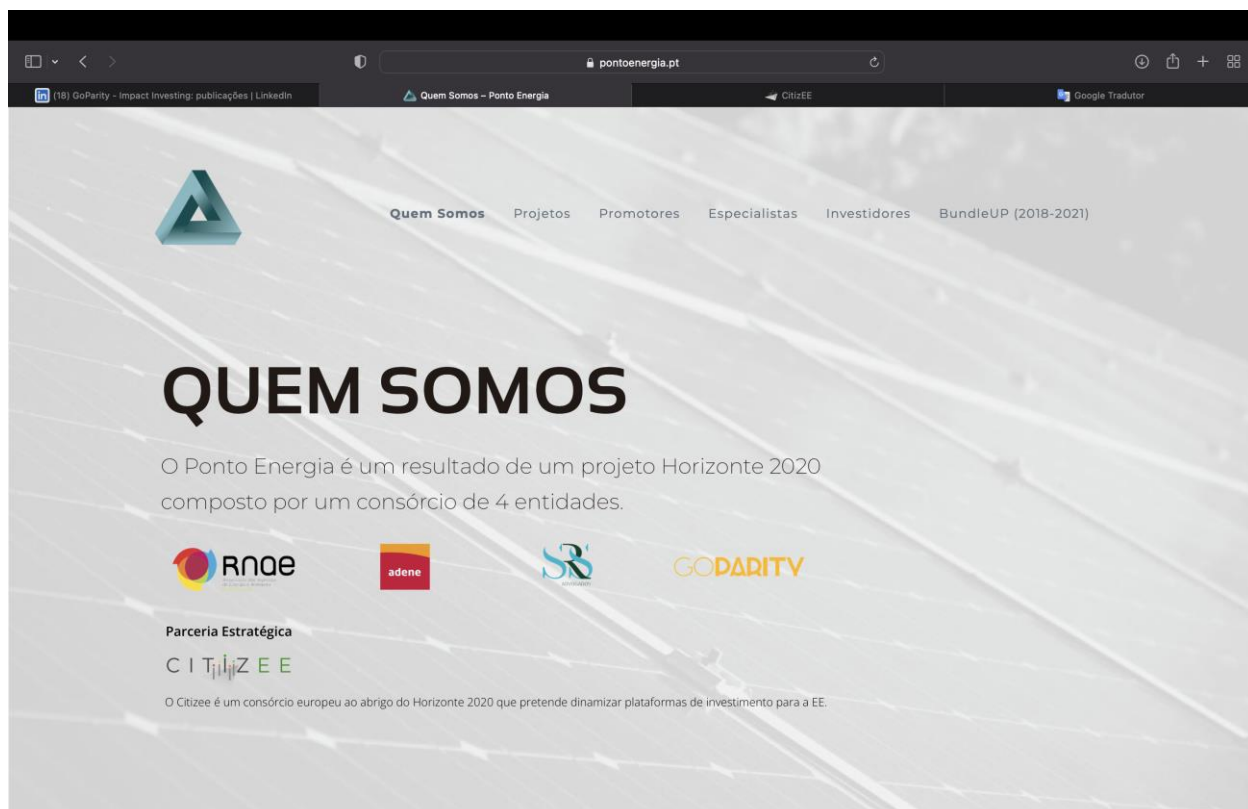 pontoenergia.pt
(18) GoParity - Impact Investing: publicações | LinkedIn
Quem Somos – Ponto Energia
CitizEE
Google Tradutor
Quem Somos Projetos Promotores Especialistas Investidores BundleUP (2018-2021)
QUEM SOMOS
O Ponto Energia é um resultado de um projeto Horizonte 2020
composto por um consórcio de 4 entidades.
RNAE
adene
SRS
GOPARITY
Parceria Estratégica
CITIZEE
O Citizee é um consórcio europeu ao abrigo do Horizonte 2020 que pretende dinamizar plataformas de investimento para a EE.